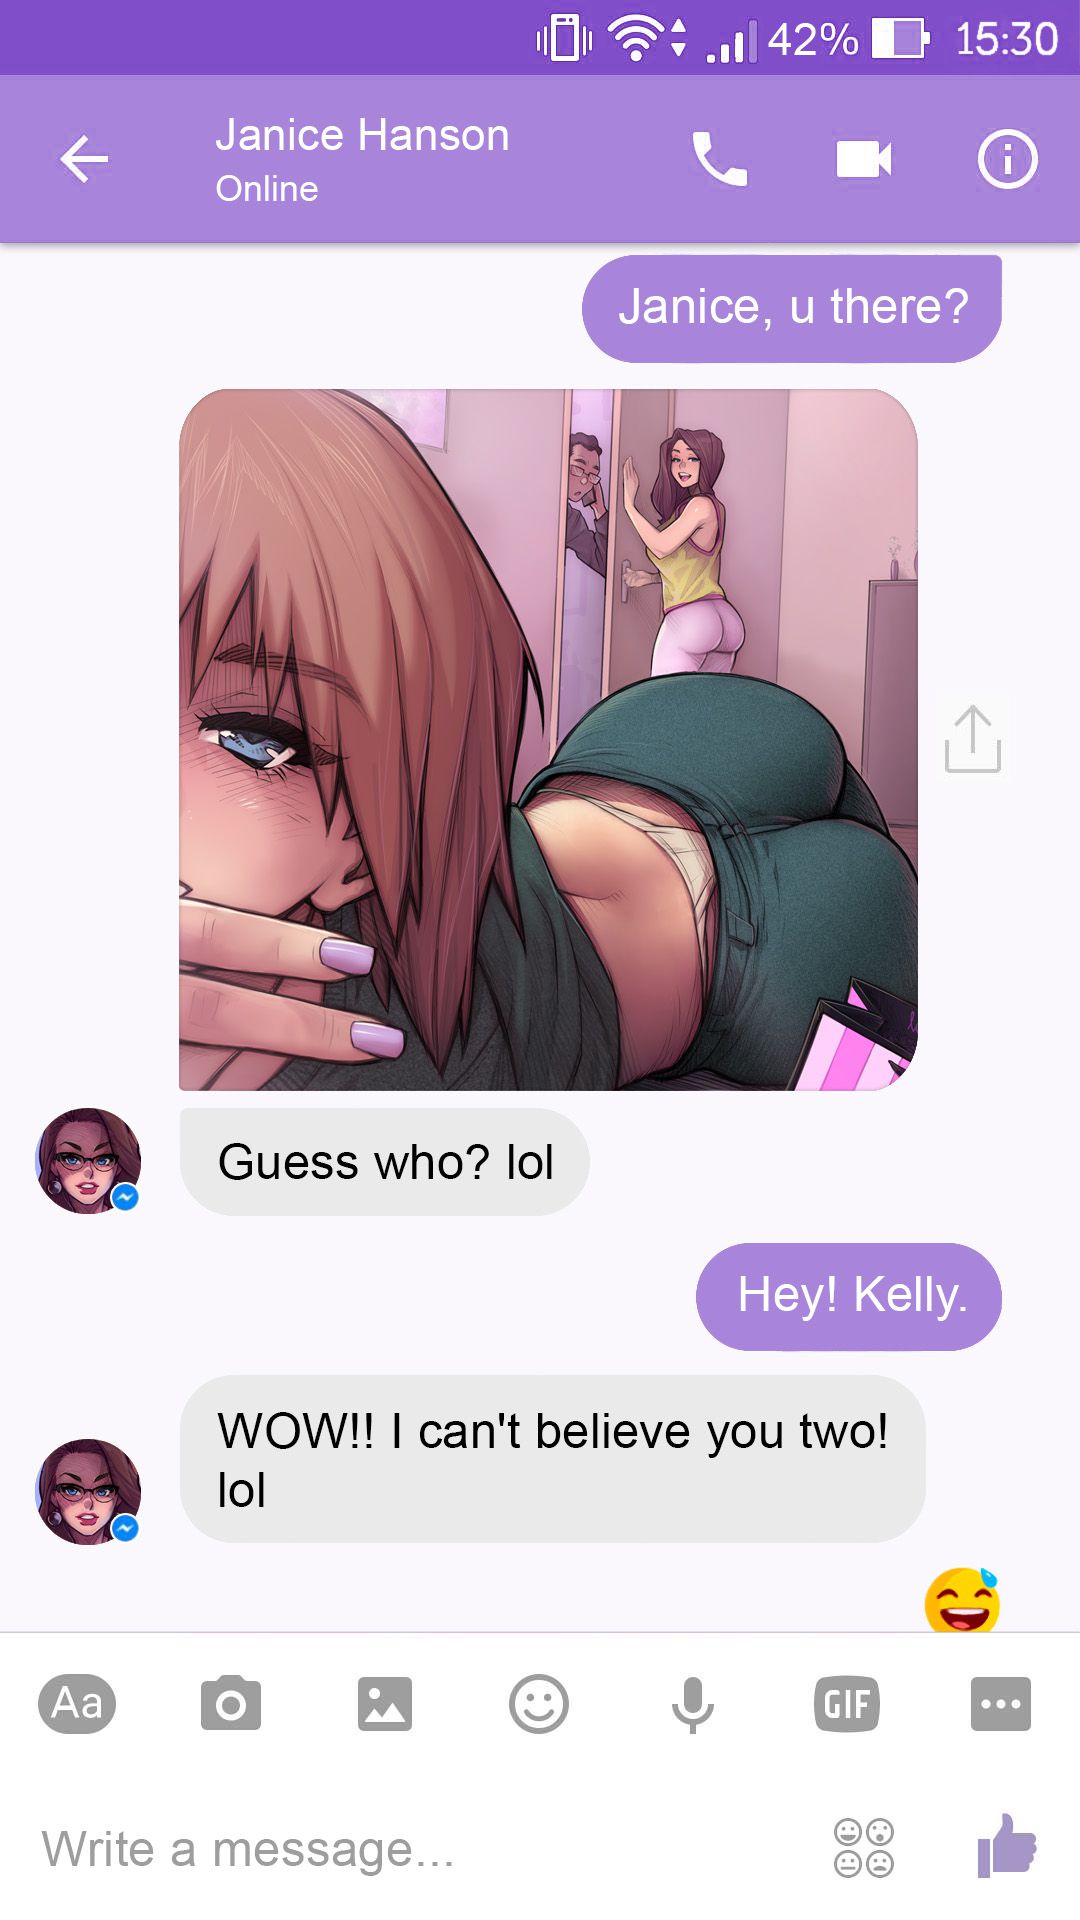 42% 15:30
Janice Hanson
Online
Janice, u there?
Guess who? lol
Hey! Kelly.
WOW!! I can't believe you two!
lol
Aa
GIF
Write a message...